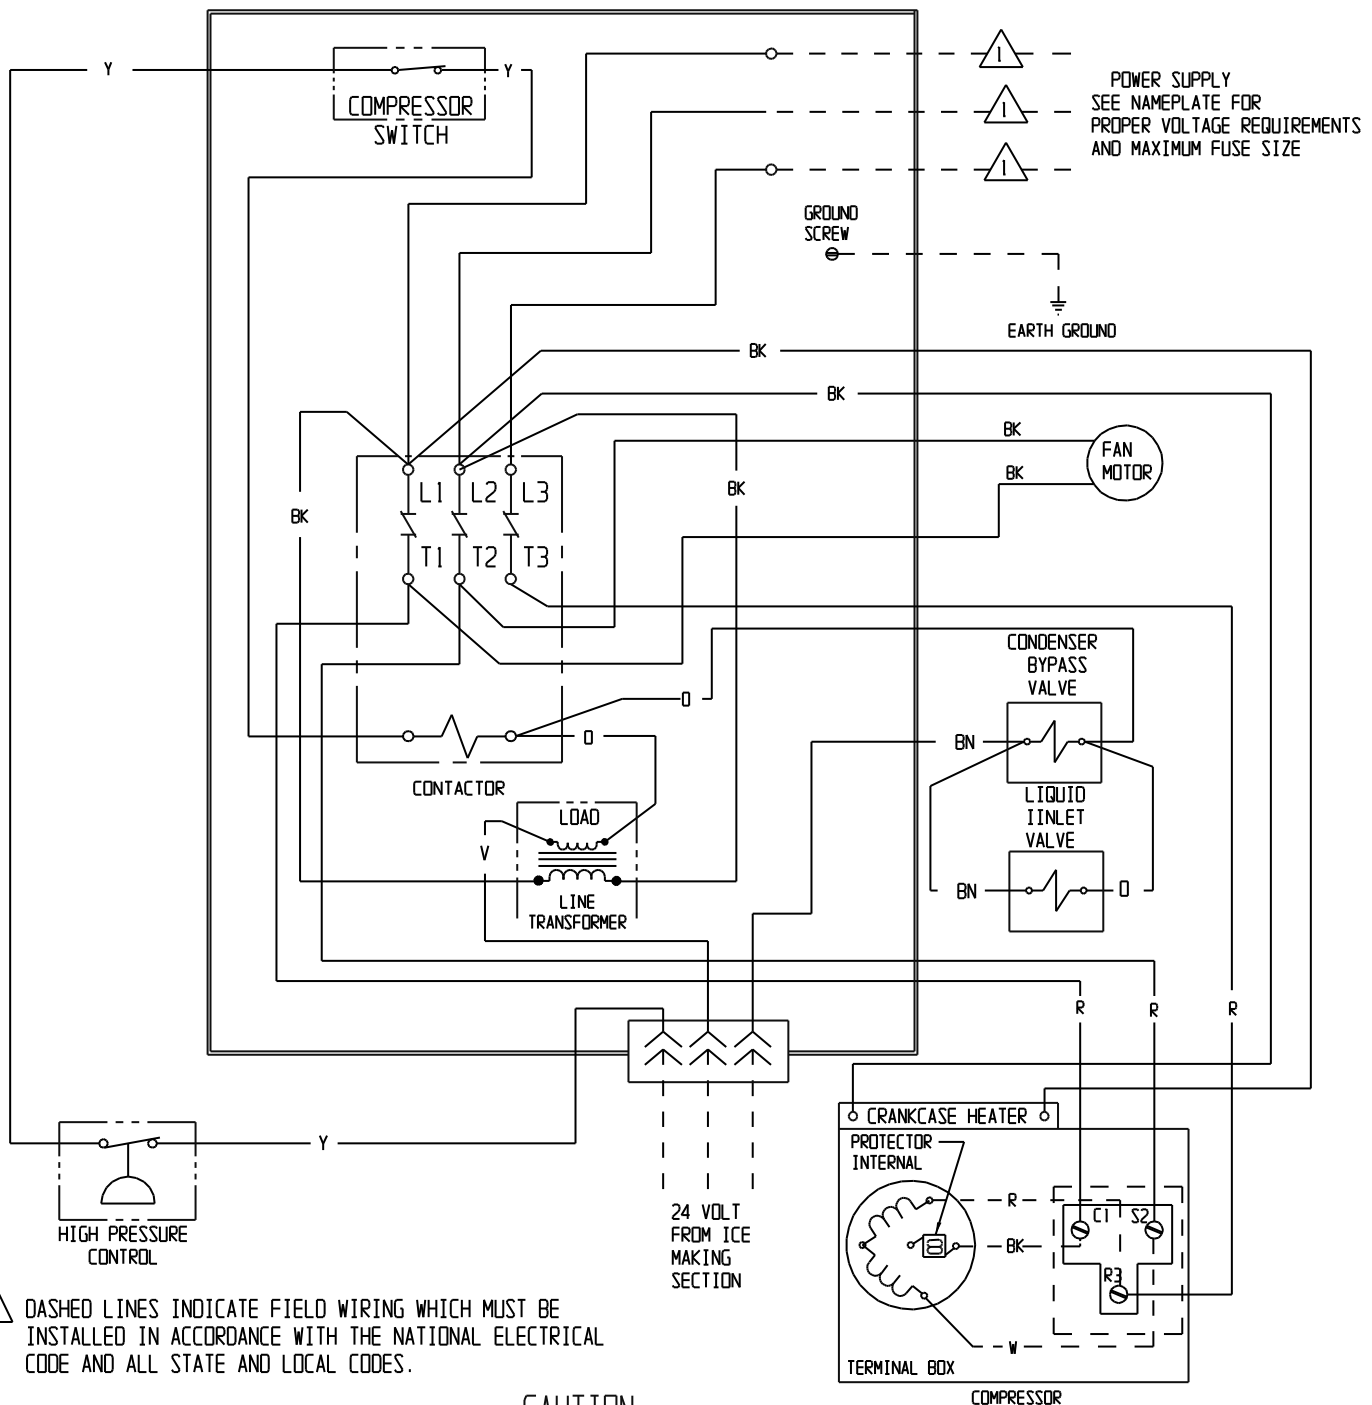 Y
Y
COMPRESSOR
SWITCH
1
1
1
POWER SUPPLY
SEE NAMEPLATE FOR
PROPER VOLTAGE REQUIREMENTS
AND MAXIMUM FUSE SIZE
GROUND
SCREW
EARTH GROUND
BK
BK
BK
BK
FAN
MOTOR
L1
L2
L3
BK
BK
T1
T2
T3
CONDENSER
BYPASS
VALVE
O
O
BN
CONTACTOR
LIQUID
IINLET
VALVE
LOAD
V
BN
O
LINE
TRANSFORMER
R
R
R
CRANKCASE HEATER
PROTECTOR
INTERNAL
Y
R
C1
S2
BK
R3
W
TERMINAL BOX
COMPRESSOR
24 VOLT
FROM ICE
MAKING
SECTION
HIGH PRESSURE
CONTROL
DASHED LINES INDICATE FIELD WIRING WHICH MUST BE
INSTALLED IN ACCORDANCE WITH THE NATIONAL ELECTRICAL
CODE AND ALL STATE AND LOCAL CODES.
CAUTION